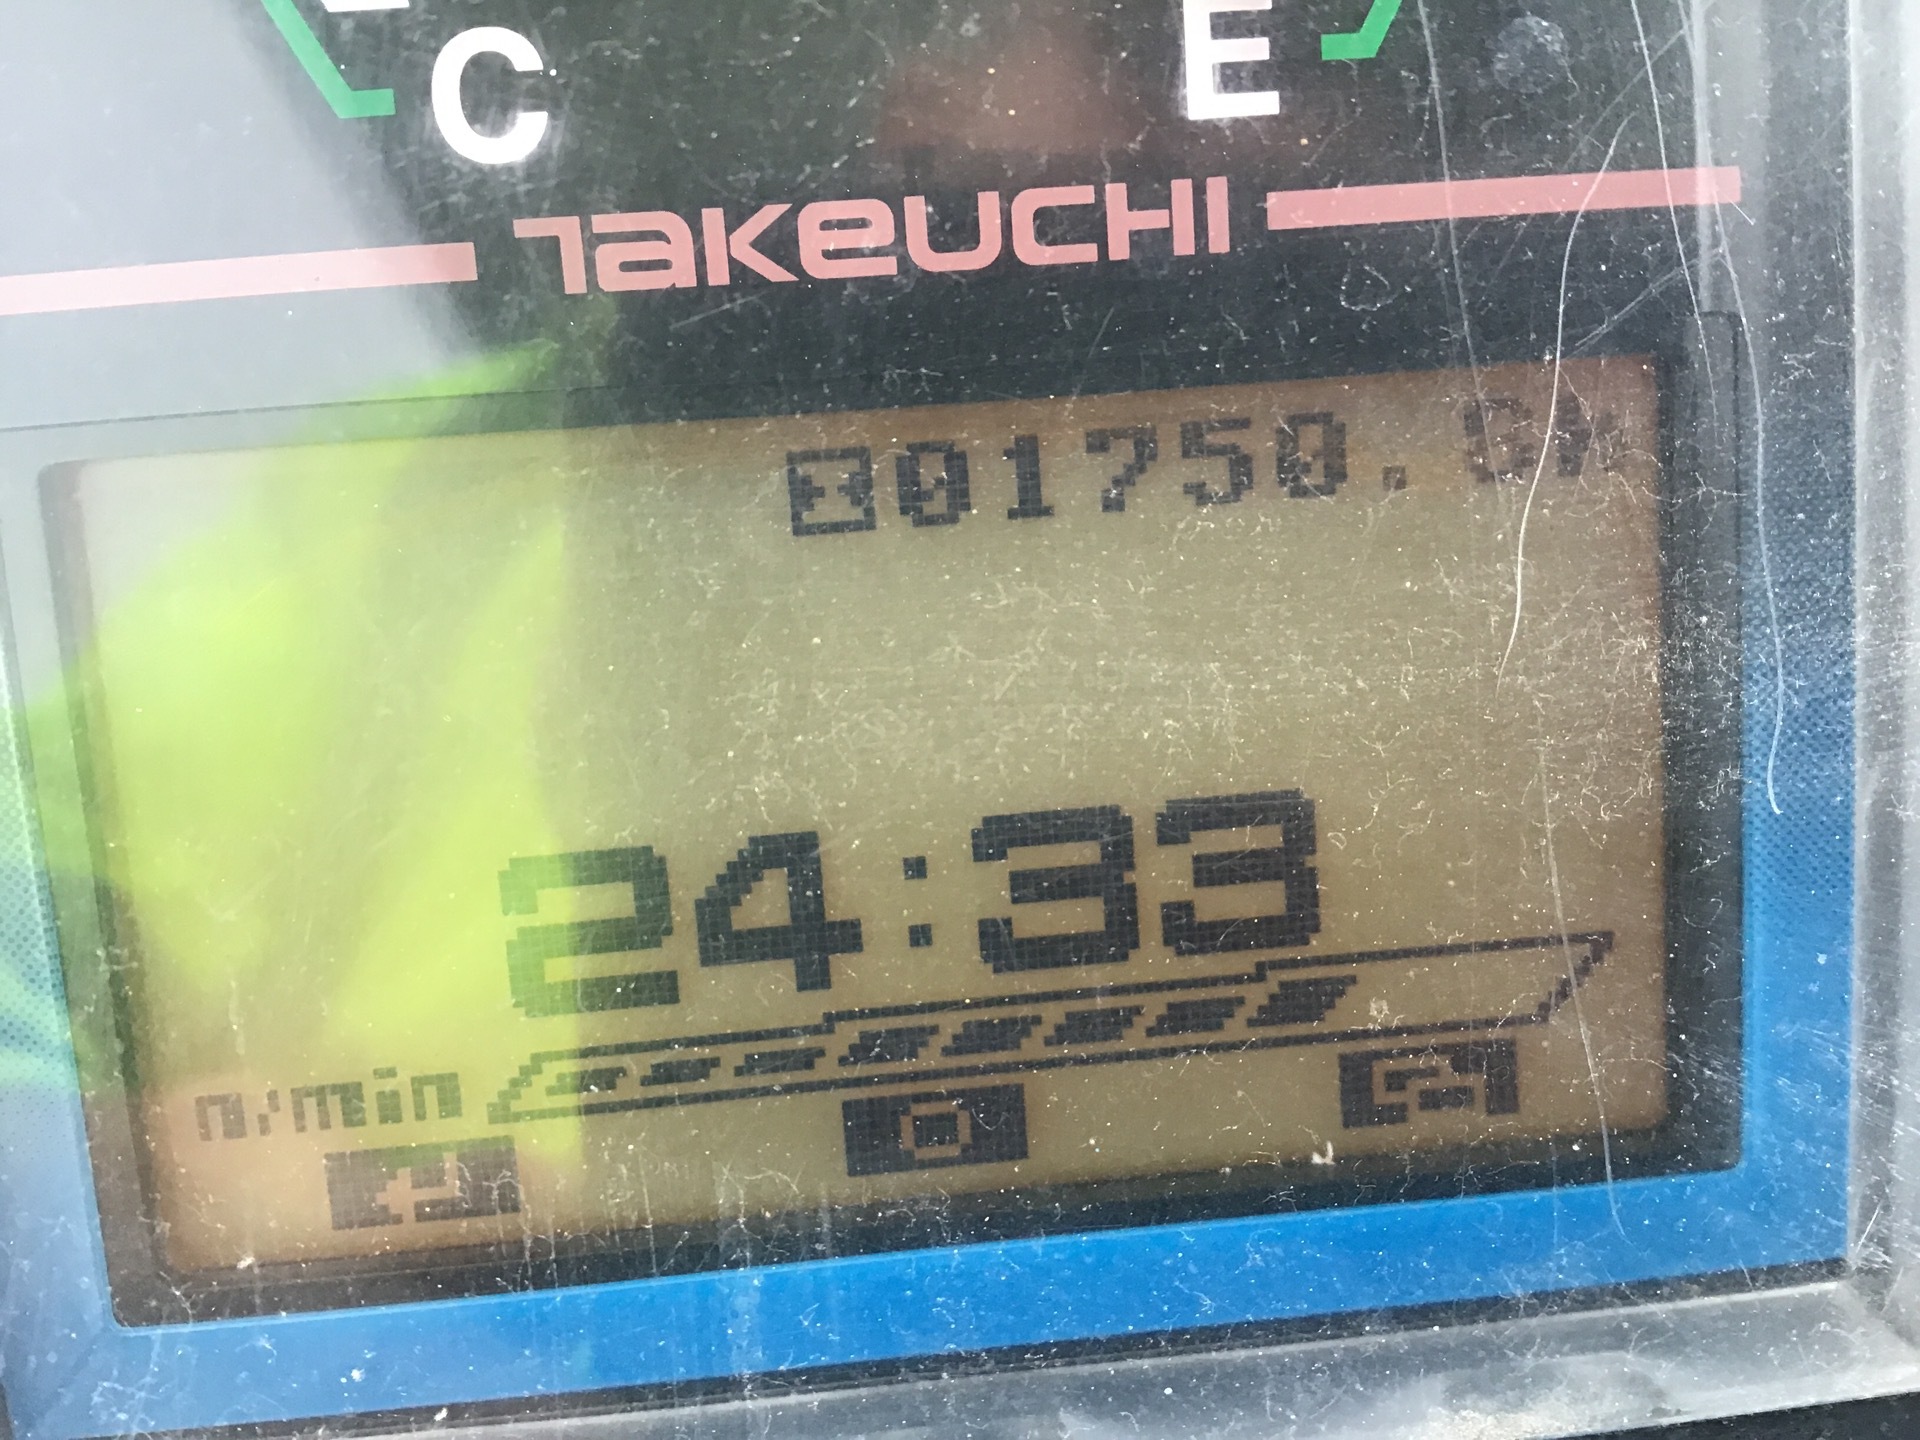 C E
TAKEUCHI
01750.
24:33
n/min